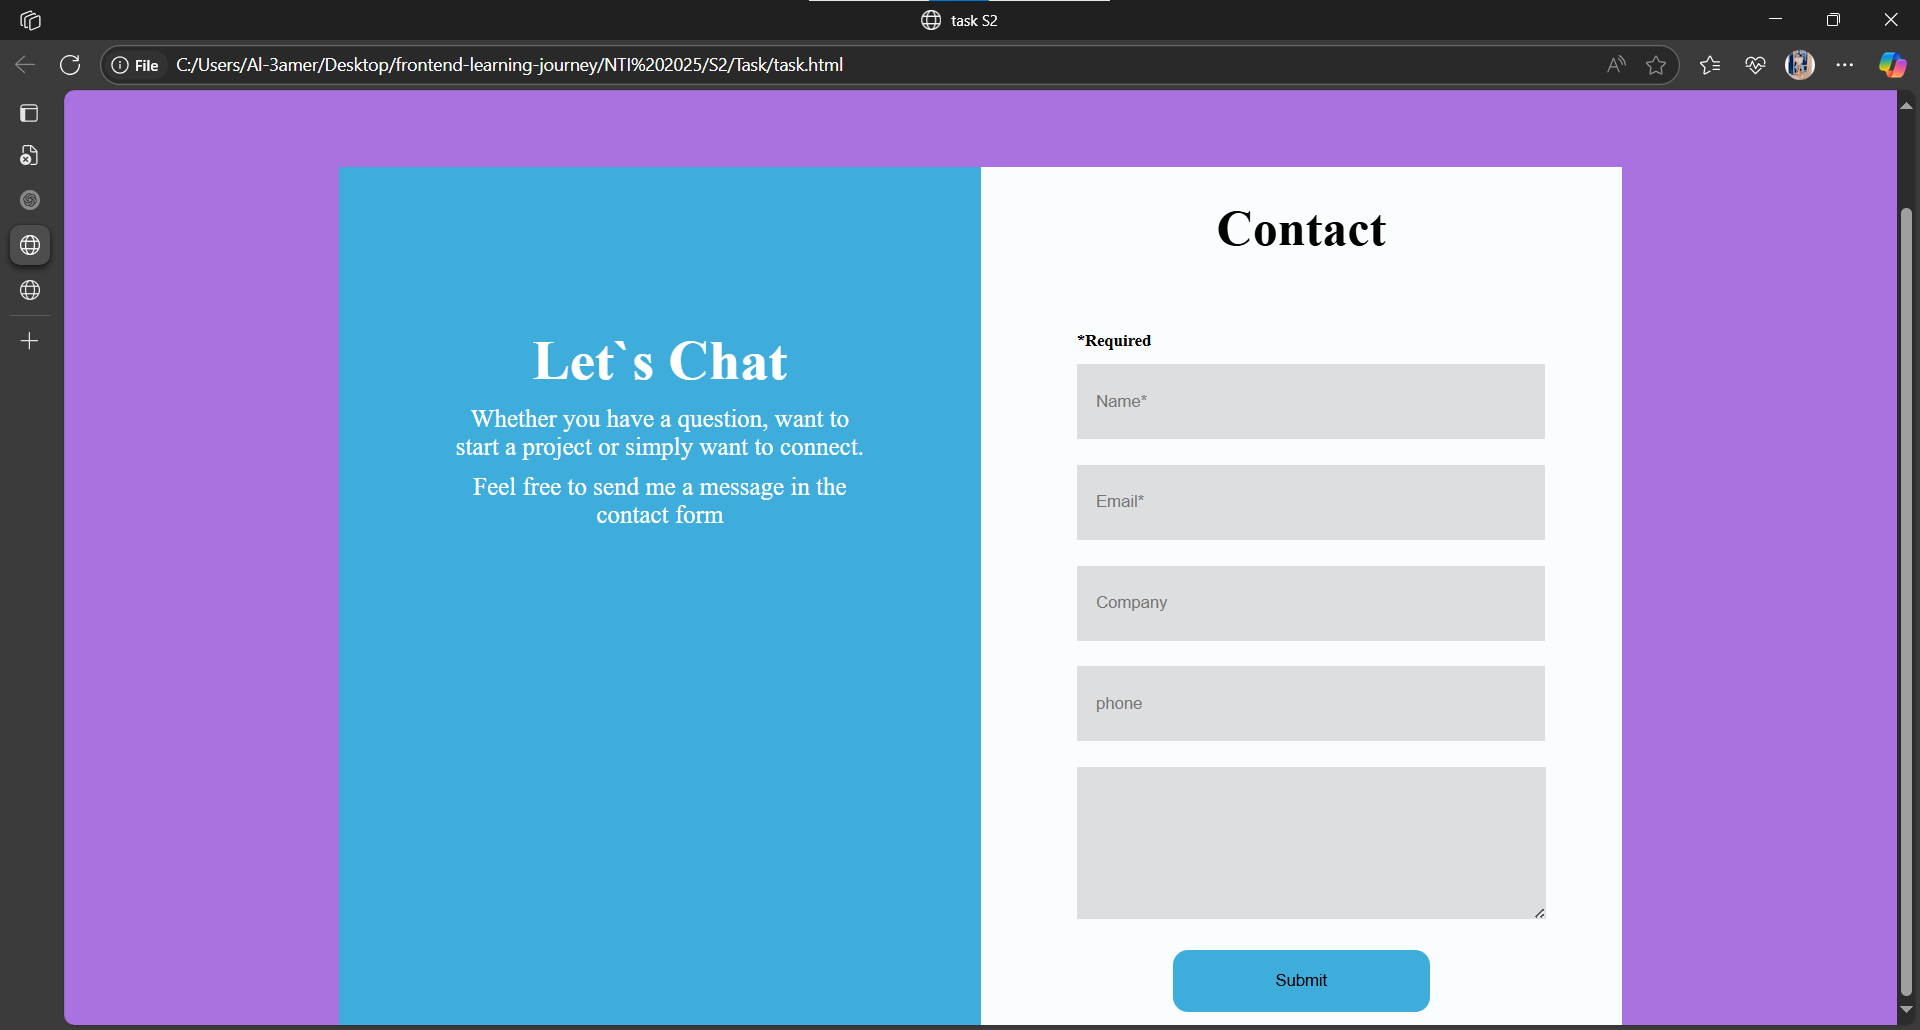 task S2
File
C:/Users/Al-3amer/Desktop/frontend-learning-journey/NTI%202025/S2/Task/task.html
Let`s Chat
Whether you have a question, want to
start a project or simply want to connect.
Feel free to send me a message in the
contact form
Contact
*Required
Name*
Email*
Company
phone
Submit